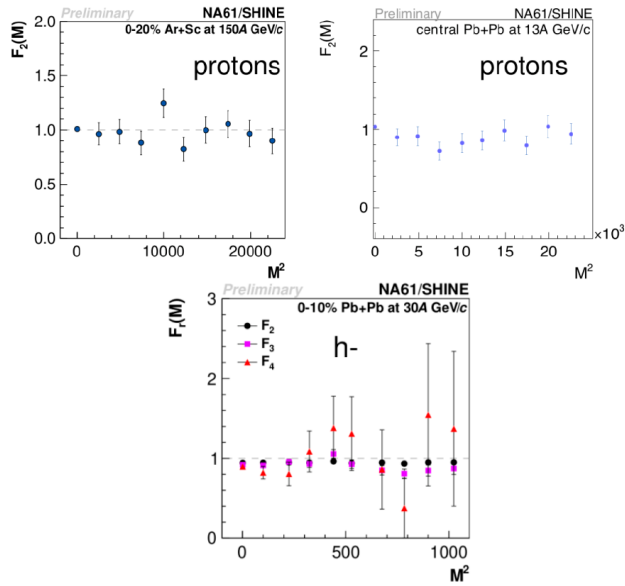 Preliminary NA61/SHINE
0-20% Ar+Sc at 150A GeV/c
protons
F₂(M)
2.0
1.5
1.0
0.5
0.0
0 10000 20000
M²
Preliminary NA61/SHINE
central Pb+Pb at 13A GeV/c
protons
F₂(M)
2
1
0
0 5 10 15 20 ×10³
M²
Preliminary NA61/SHINE
0-10% Pb+Pb at 30A GeV/c
h-
Fᵣ(M)
F₂
F₃
F₄
3
2
1
0
0 500 1000
M²